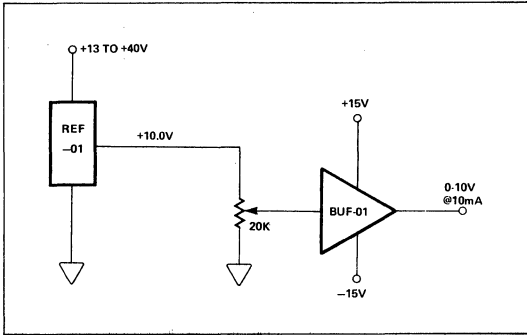 +13 TO +40V
REF
-01
+10.0V
20K
+15V
BUF-01
-15V
0-10V
@10mA